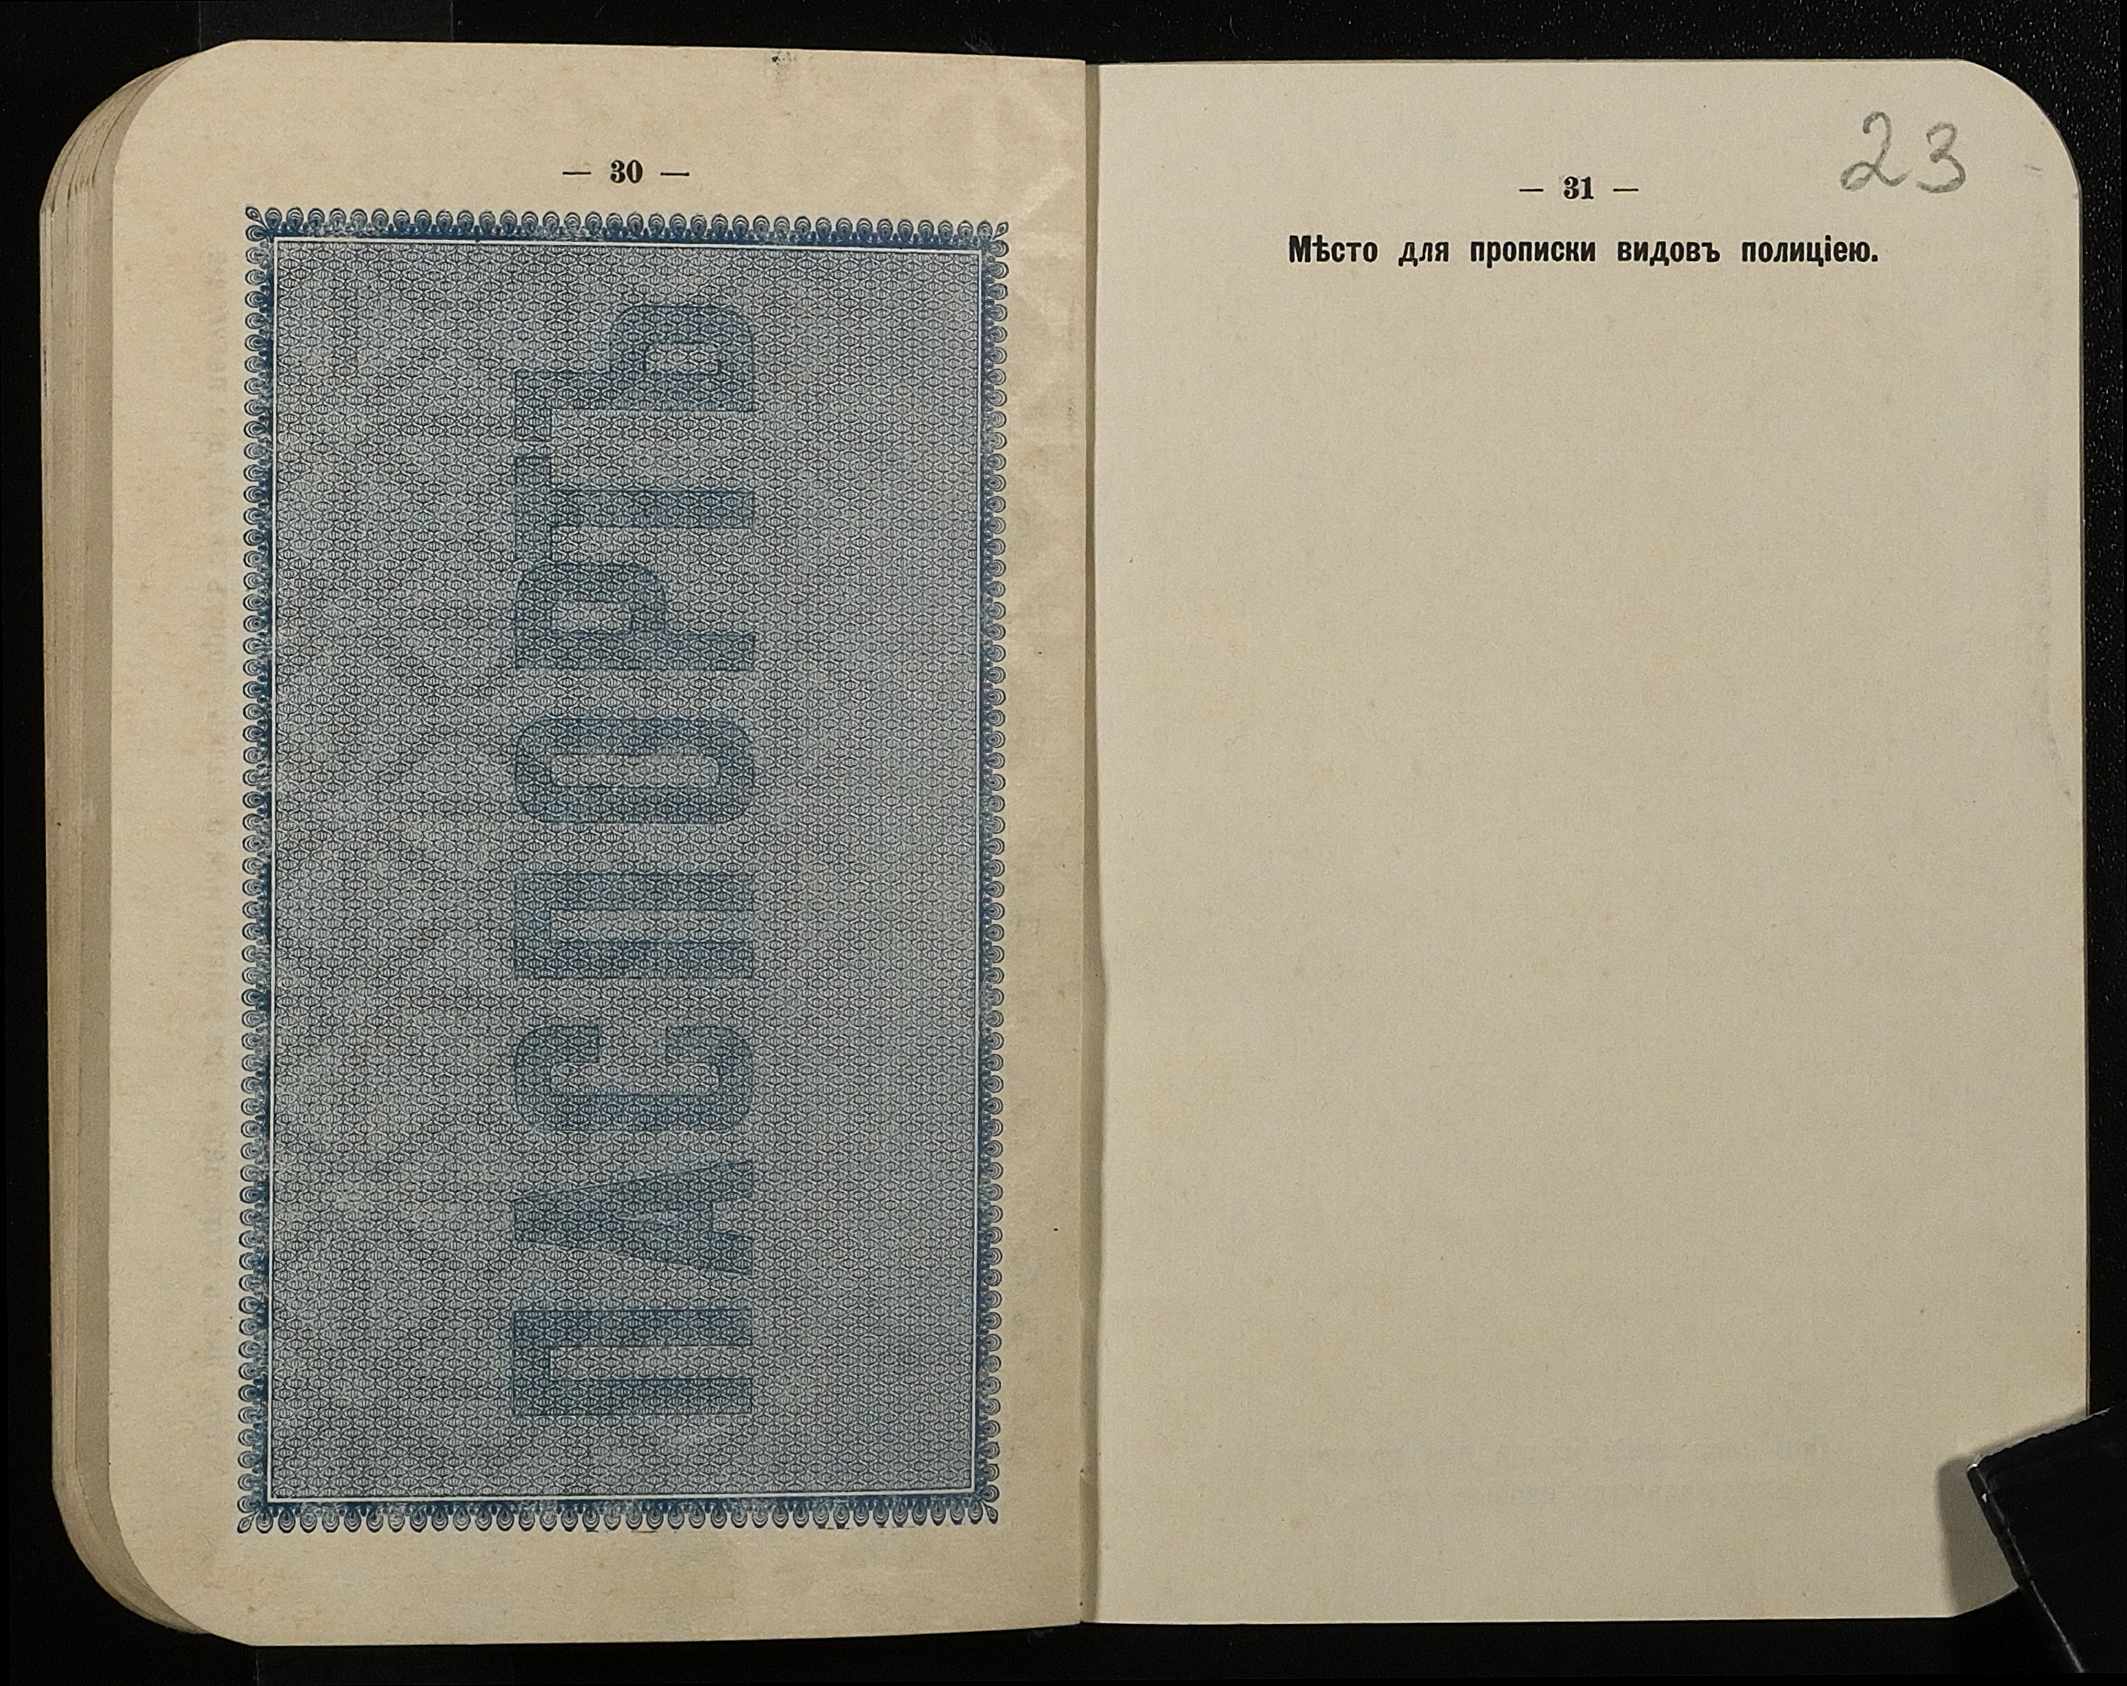 — 30 —
ПАСПОРТЪ
23
— 31 —
Мѣсто для прописки видовъ полиціею.